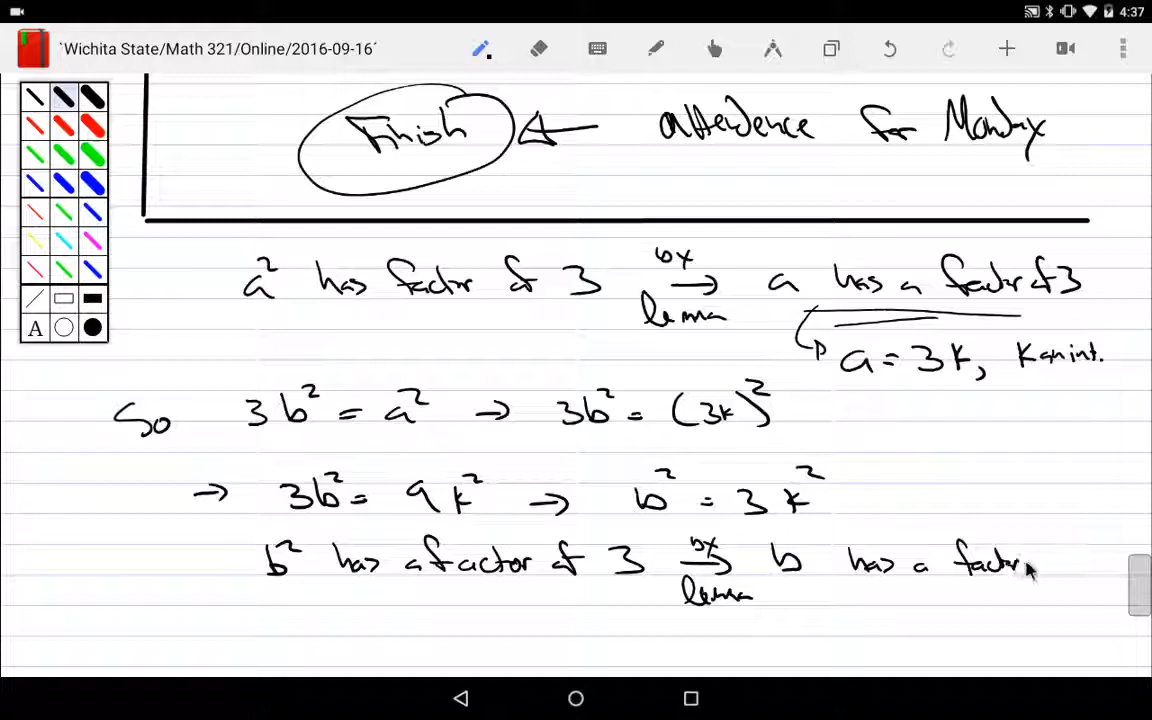 4:37
`Wichita State/Math 321/Online/2016-09-16´
Finish ← attendence for Monday
a² has factor of 3 by lemma → a has a factor of 3
a = 3k, k an int.
So 3b² = a² → 3b² = (3k)²
→ 3b² = 9k² → b² = 3k²
b² has a factor of 3 by lemma → b has a factor
A